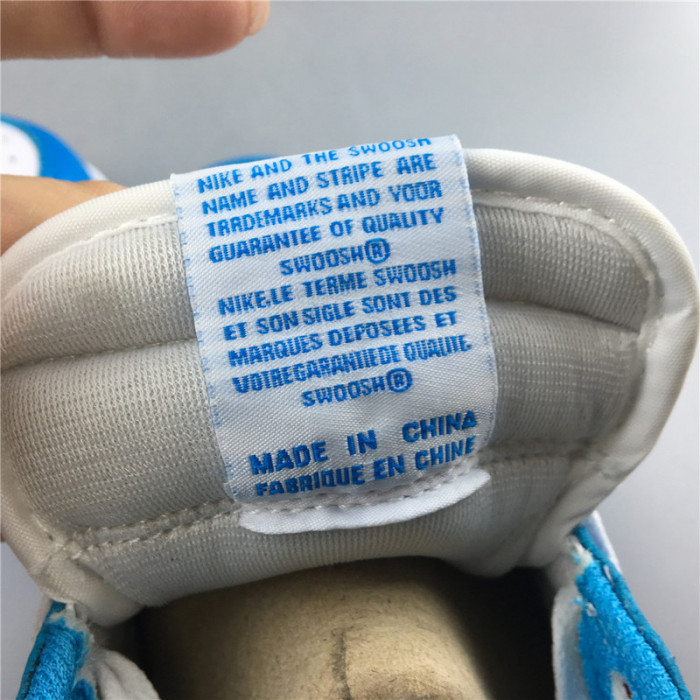 NIKE AND THE SWOOSH
NAME AND STRIPE ARE
TRRDEMARKS AND YOOR
GUARANTEE OF QUALITY
SWOOSH®
NIKE.LE TERME SWOOSH
ET SON SIGLE SONT DES
MARQUES DEPOSEES ET
VOTREGARANTIEDE QUALITE.
SWOOSH®
MADE IN CHINA
FABRIQUE EN CHINE